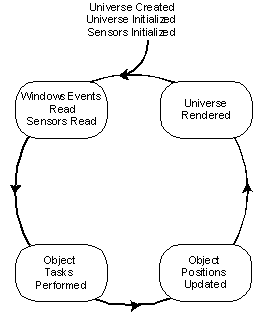 Universe Created
Universe Initialized
Sensors Initialized
Windows Events
Read
Sensors Read
Universe
Rendered
Object
Tasks
Performed
Object
Positions
Updated